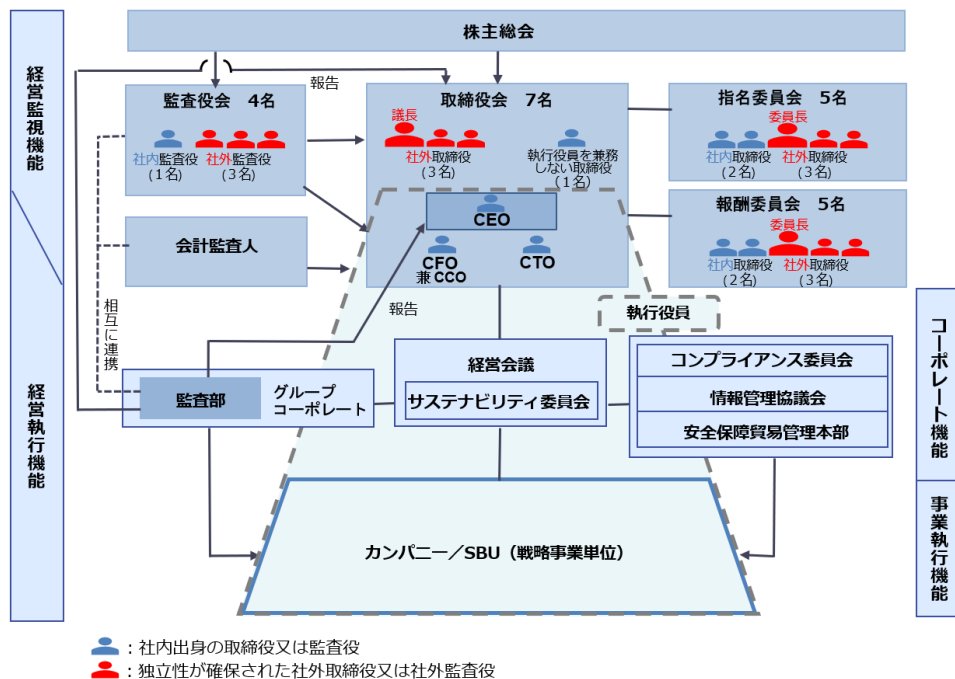 株主総会
経営監視機能
経営執行機能
報告
監査役会　4名
社内監査役
(1名)
社外監査役
(3名)
取締役会　7名
議長
社外取締役
(3名)
執行役員を兼務
しない取締役
(1名)
指名委員会　5名
委員長
社内取締役
(2名)
社外取締役
(3名)
報酬委員会　5名
委員長
社内取締役
(2名)
社外取締役
(3名)
会計監査人
CEO
CFO
兼 CCO
CTO
相互に連携
報告
執行役員
監査部
グループ
コーポレート
経営会議
サステナビリティ委員会
コンプライアンス委員会
情報管理協議会
安全保障貿易管理本部
コーポレート機能
事業執行機能
カンパニー／SBU（戦略事業単位）
：社内出身の取締役又は監査役
：独立性が確保された社外取締役又は社外監査役